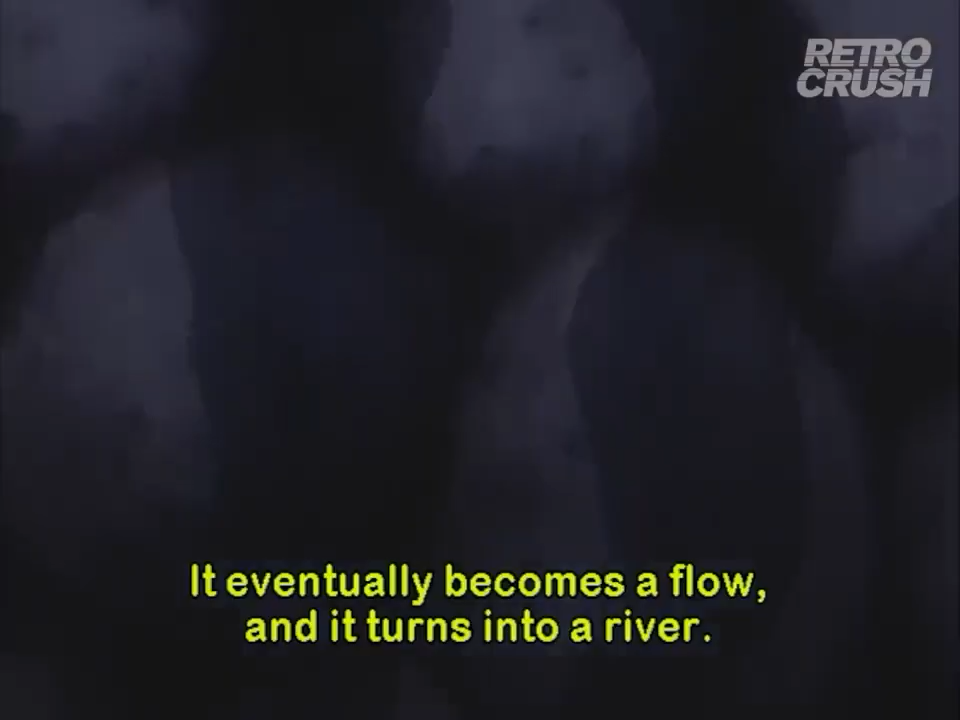 RETRO
CRUSH
It eventually becomes a flow,
and it turns into a river.